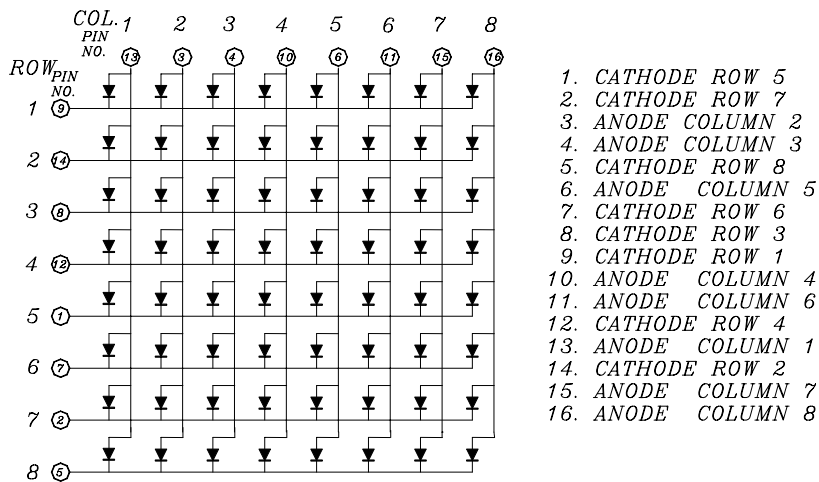 COL. 1 2 3 4 5 6 7 8
PIN
NO. 13 3 4 10 6 11 15 16
ROW PIN
NO.
1 9
2 14
3 8
4 12
5 1
6 7
7 2
8 5
1. CATHODE ROW 5
2. CATHODE ROW 7
3. ANODE COLUMN 2
4. ANODE COLUMN 3
5. CATHODE ROW 8
6. ANODE COLUMN 5
7. CATHODE ROW 6
8. CATHODE ROW 3
9. CATHODE ROW 1
10. ANODE COLUMN 4
11. ANODE COLUMN 6
12. CATHODE ROW 4
13. ANODE COLUMN 1
14. CATHODE ROW 2
15. ANODE COLUMN 7
16. ANODE COLUMN 8